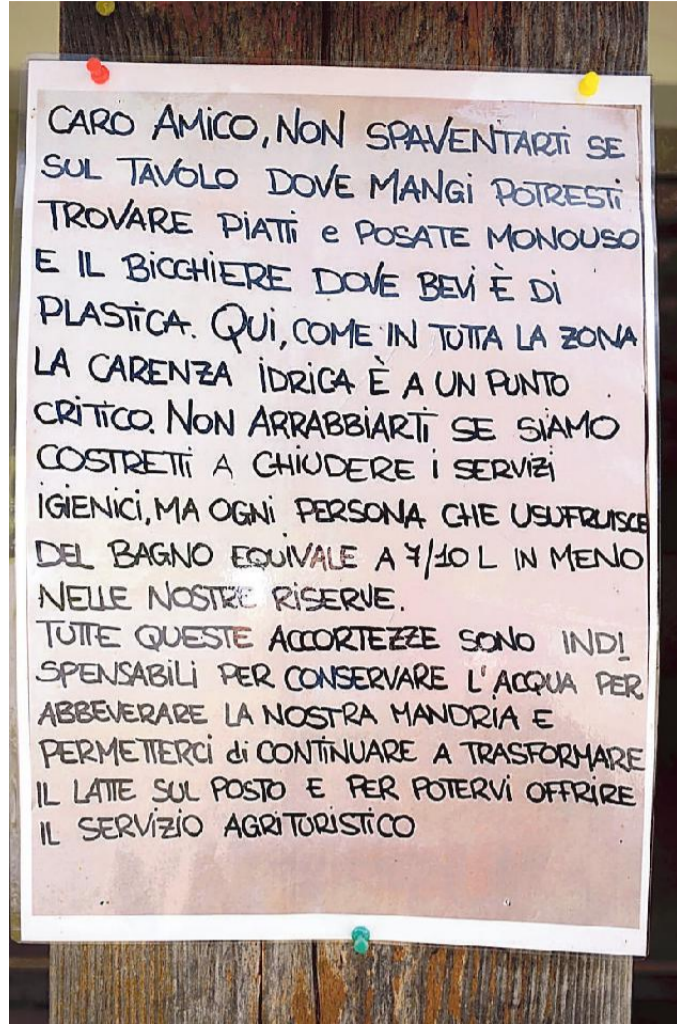 CARO AMICO, NON SPAVENTARTI SE
SUL TAVOLO DOVE MANGI POTRESTI
TROVARE PIATTI e POSATE MONOUSO
E IL BICCHIERE DOVE BEVI È DI
PLASTICA. QUI, COME IN TUTTA LA ZONA
LA CARENZA IDRICA È A UN PUNTO
CRITICO. NON ARRABBIARTI SE SIAMO
COSTRETTI A CHIUDERE I SERVIZI
IGIENICI, MA OGNI PERSONA CHE USUFRUISCE
DEL BAGNO EQUIVALE A 7/10 L IN MENO
NELLE NOSTRE RISERVE.
TUTTE QUESTE ACCORTEZZE SONO INDI_
SPENSABILI PER CONSERVARE L'ACQUA PER
ABBEVERARE LA NOSTRA MANDRIA E
PERMETTERCI di CONTINUARE A TRASFORMARE
IL LATTE SUL POSTO E PER POTERVI OFFRIRE
IL SERVIZIO AGRITURISTICO